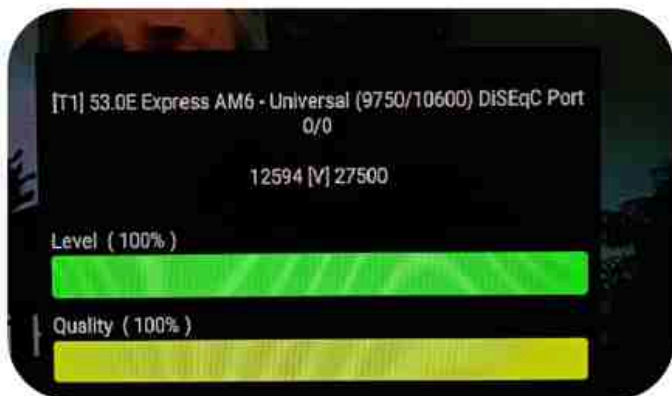 [T1] 53.0E Express AM6 - Universal (9750/10600) DiSEqC Port
0/0
12594 [V] 27500
Level ( 100% )
Quality ( 100% )